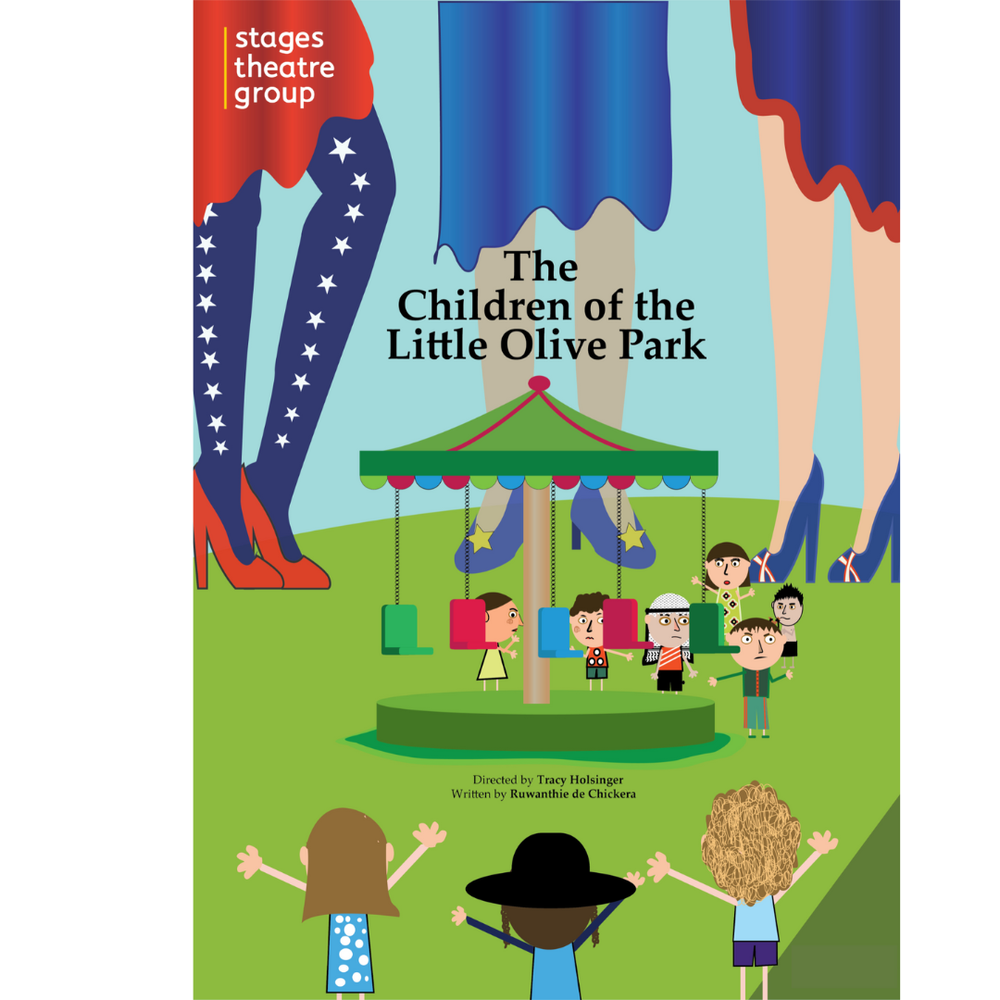 stages
theatre
group
The
Children of the
Little Olive Park
Directed by Tracy Holsinger
Written by Ruwanthie de Chickera